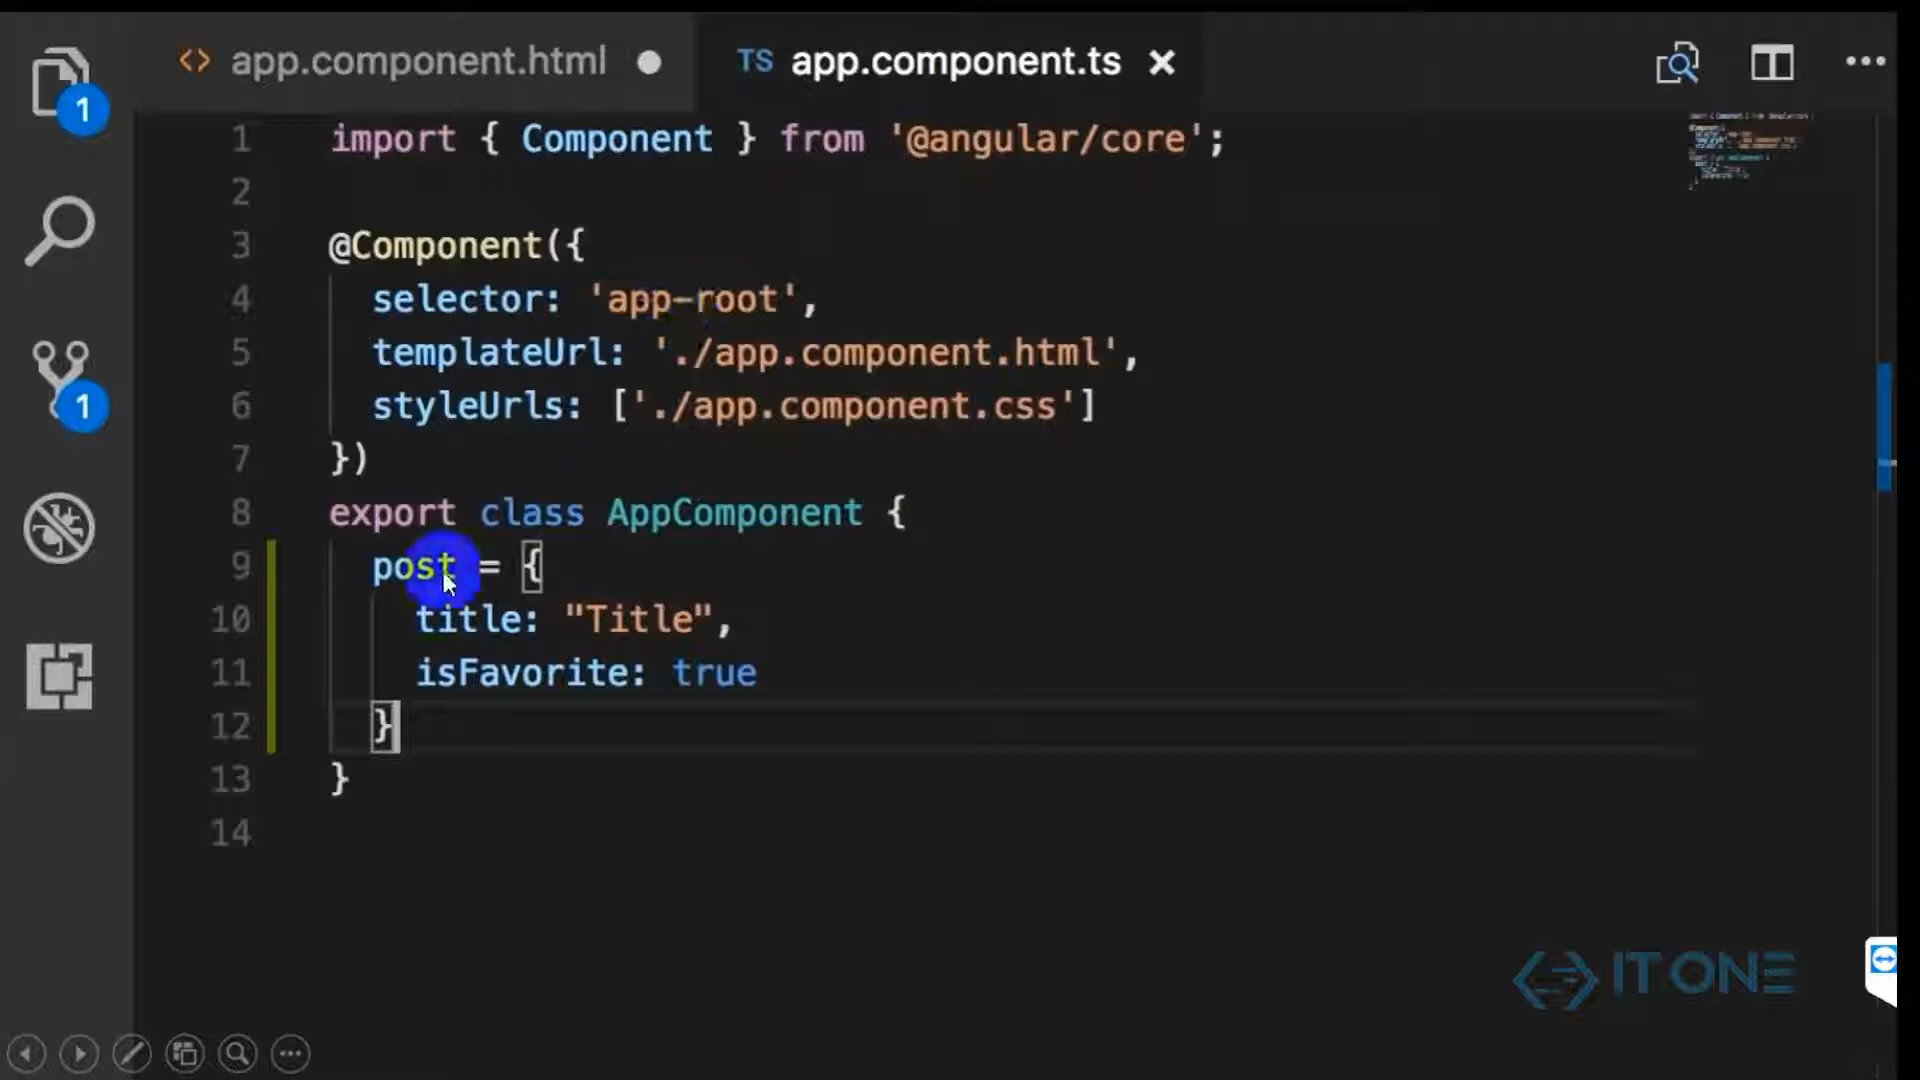 app.component.html
TS app.component.ts
1
1
1 import { Component } from '@angular/core';
2
3 @Component({
4 selector: 'app-root',
5 templateUrl: './app.component.html',
6 styleUrls: ['./app.component.css']
7 })
8 export class AppComponent {
9 post = {
10 title: "Title",
11 isFavorite: true
12 }
13 }
14
IT ONE